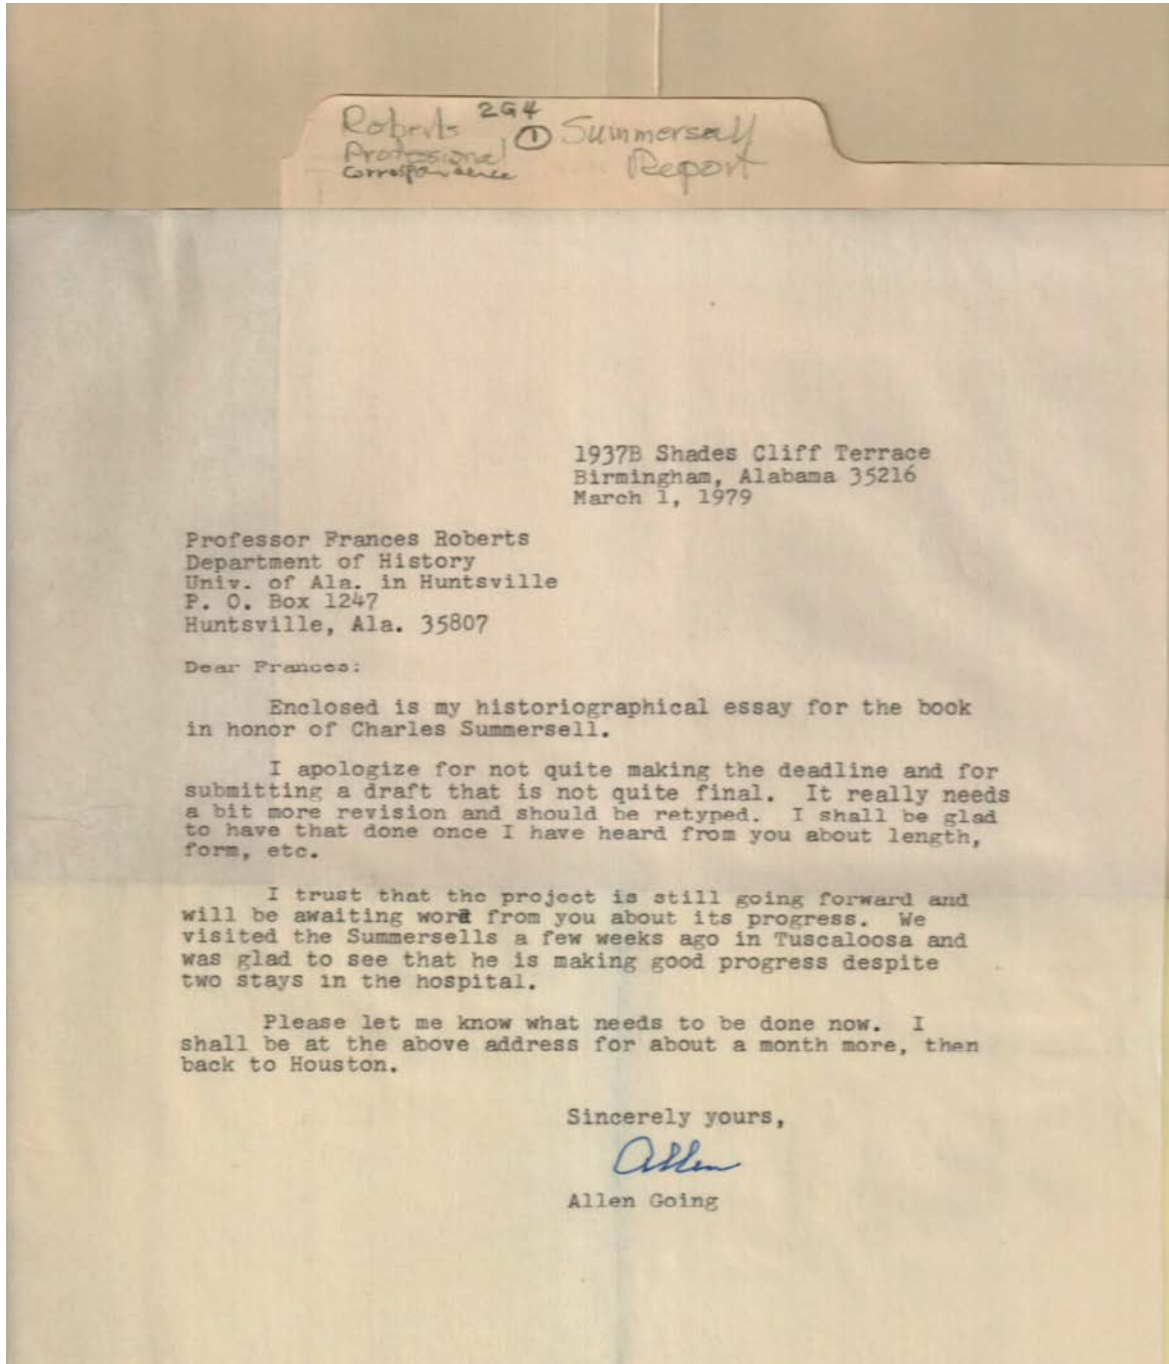 Roberts 2G4 ① Summersell
Professional Report
Correspondence
1937B Shades Cliff Terrace
Birmingham, Alabama 35216
March 1, 1979
Professor Frances Roberts
Department of History
Univ. of Ala. in Huntsville
P. O. Box 1247
Huntsville, Ala. 35807
Dear Frances:
Enclosed is my historiographical essay for the book
in honor of Charles Summersell.
I apologize for not quite making the deadline and for
submitting a draft that is not quite final. It really needs
a bit more revision and should be retyped. I shall be glad
to have that done once I have heard from you about length,
form, etc.
I trust that the project is still going forward and
will be awaiting word from you about its progress. We
visited the Summersells a few weeks ago in Tuscaloosa and
was glad to see that he is making good progress despite
two stays in the hospital.
Please let me know what needs to be done now. I
shall be at the above address for about a month more, then
back to Houston.
Sincerely yours,
Allen
Allen Going